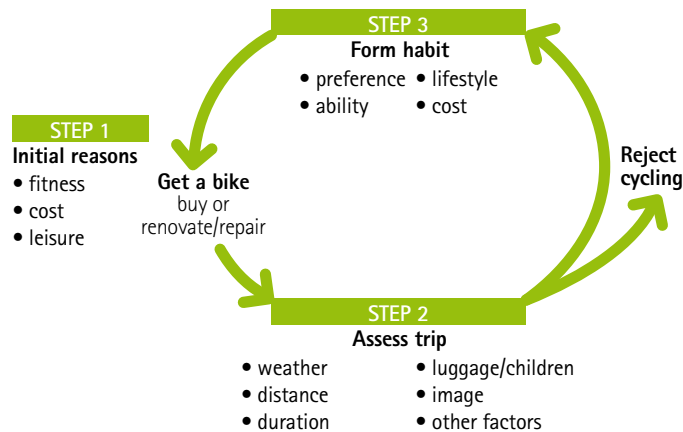 STEP 3
Form habit
• preference • lifestyle
• ability • cost
STEP 1
Initial reasons
• fitness
• cost
• leisure
Get a bike
buy or
renovate/repair
Reject
cycling
STEP 2
Assess trip
• weather • luggage/children
• distance • image
• duration • other factors